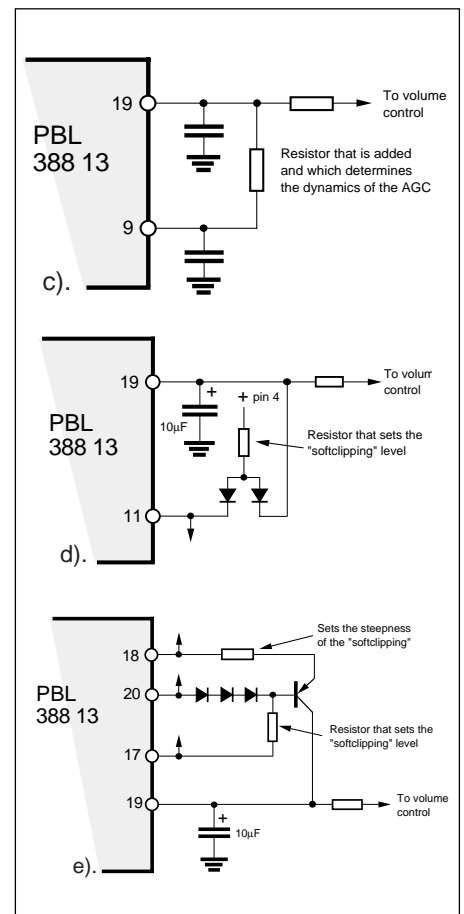 19
To volume
control
PBL
388 13
Resistor that is added
and which determines
the dynamics of the AGC
9
c).
19
To volum
control
+
+ pin 4
PBL
388 13
10µF
Resistor that sets the
"softclipping" level
11
d).
Sets the steepness
of the "softclipping"
18
PBL
388 13
20
Resistor that sets the
"softclipping" level
17
19
To volume
control
+
10µF
e).